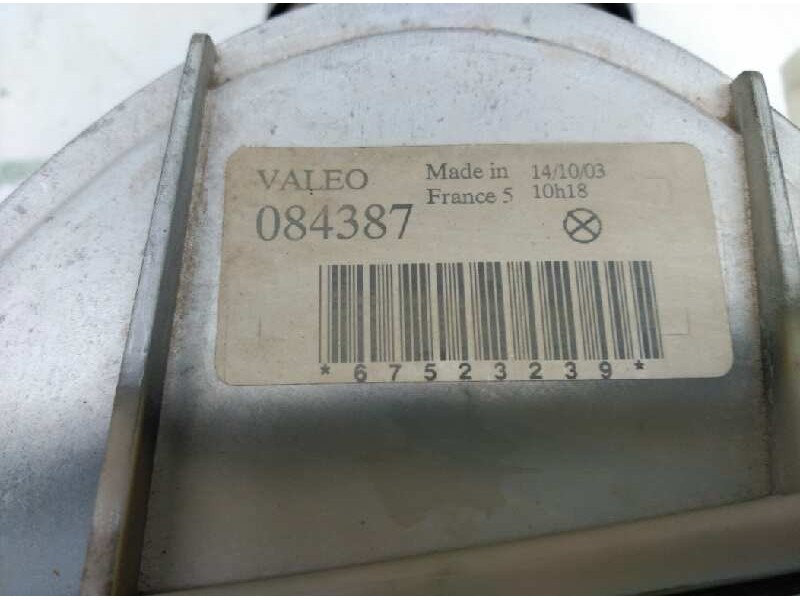 VALEO Made in 14/10/03
084387 France 5 10h18
*67523239*